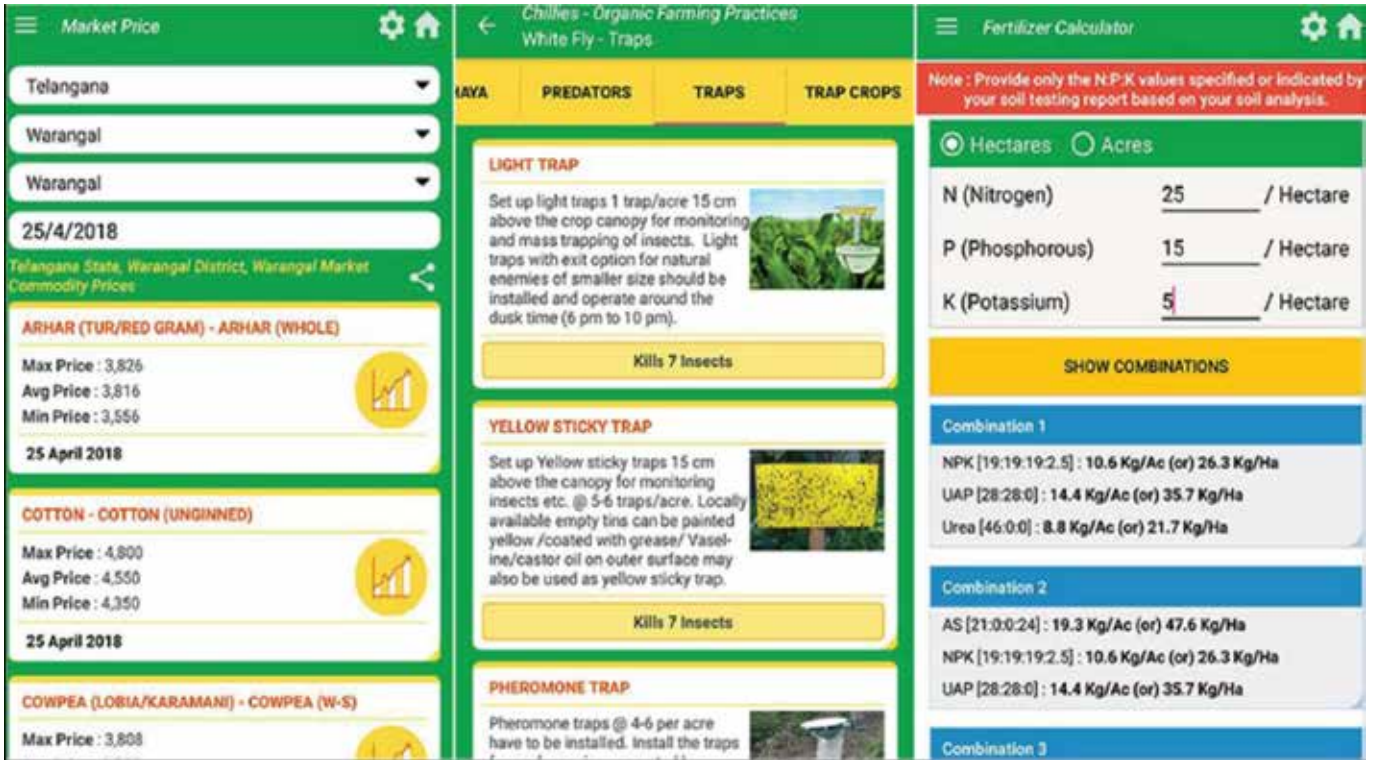 Market Price
Telangana
Warangal
Warangal
25/4/2018
Telangana State, Warangal District, Warangal Market
Commodity Prices
ARHAR (TUR/RED GRAM) - ARHAR (WHOLE)
Max Price : 3,826
Avg Price : 3,816
Min Price : 3,556
25 April 2018
COTTON - COTTON (UNGINNED)
Max Price : 4,800
Avg Price : 4,550
Min Price : 4,350
25 April 2018
COWPEA (LOBIA/KARAMANI) - COWPEA (W-S)
Max Price : 3,808
Chillies - Organic Farming Practices
White Fly - Traps
HAYA PREDATORS TRAPS TRAP CROPS
LIGHT TRAP
Set up light traps 1 trap/acre 15 cm
above the crop canopy for monitoring
and mass trapping of insects. Light
traps with exit option for natural
enemies of smaller size should be
installed and operate around the
dusk time (6 pm to 10 pm).
Kills 7 Insects
YELLOW STICKY TRAP
Set up Yellow sticky traps 15 cm
above the canopy for monitoring
insects etc. @ 5-6 traps/acre. Locally
available empty tins can be painted
yellow /coated with grease/ Vasel-
ine/castor oil on outer surface may
also be used as yellow sticky trap.
Kills 7 Insects
PHEROMONE TRAP
Pheromone traps @ 4-6 per acre
have to be installed. Install the traps
Fertilizer Calculator
Note : Provide only the N:P:K values specified or indicated by
your soil testing report based on your soil analysis.
Hectares Acres
N (Nitrogen) 25 / Hectare
P (Phosphorous) 15 / Hectare
K (Potassium) 5 / Hectare
SHOW COMBINATIONS
Combination 1
NPK [19:19:19:2.5] : 10.6 Kg/Ac (or) 26.3 Kg/Ha
UAP [28:28:0] : 14.4 Kg/Ac (or) 35.7 Kg/Ha
Urea [46:0:0] : 8.8 Kg/Ac (or) 21.7 Kg/Ha
Combination 2
AS [21:0:0:24] : 19.3 Kg/Ac (or) 47.6 Kg/Ha
NPK [19:19:19:2.5] : 10.6 Kg/Ac (or) 26.3 Kg/Ha
UAP [28:28:0] : 14.4 Kg/Ac (or) 35.7 Kg/Ha
Combination 3